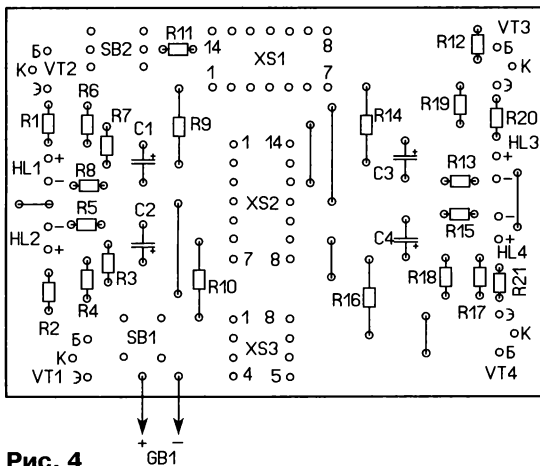 R11 R12 VT3
Б SB2 14 8 Б
К VT2 XS1 К
Э 1 7 Э
R1 R6 R7 C1 R9 R14 R19 R20
+
HL1 + R8 1 14 C3 R13 HL3 +
− −
R5 C2 XS2 R15
HL2 − −
+ + C4 +
R3 7 8 HL4 +
R2 R4 R10 R16 R18 R17 R21
SB1 1 8 Э
Б XS3 К
К 4 5 Б
VT1 Э VT4
+ −
GB1
Рис. 4